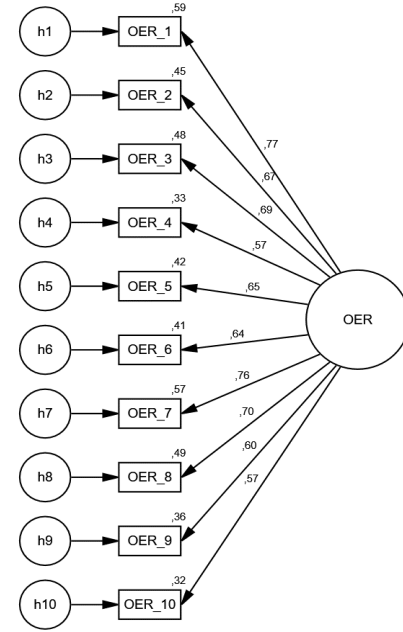 ,59
h1 OER_1
,77
,45
h2 OER_2
,67
,48
h3 OER_3
,69
,33
h4 OER_4
,57
,42
h5 OER_5
,65
OER
,41
h6 OER_6
,64
,57
h7 OER_7
,76
,49
h8 OER_8
,70
,36
h9 OER_9
,60
,32
h10 OER_10
,57